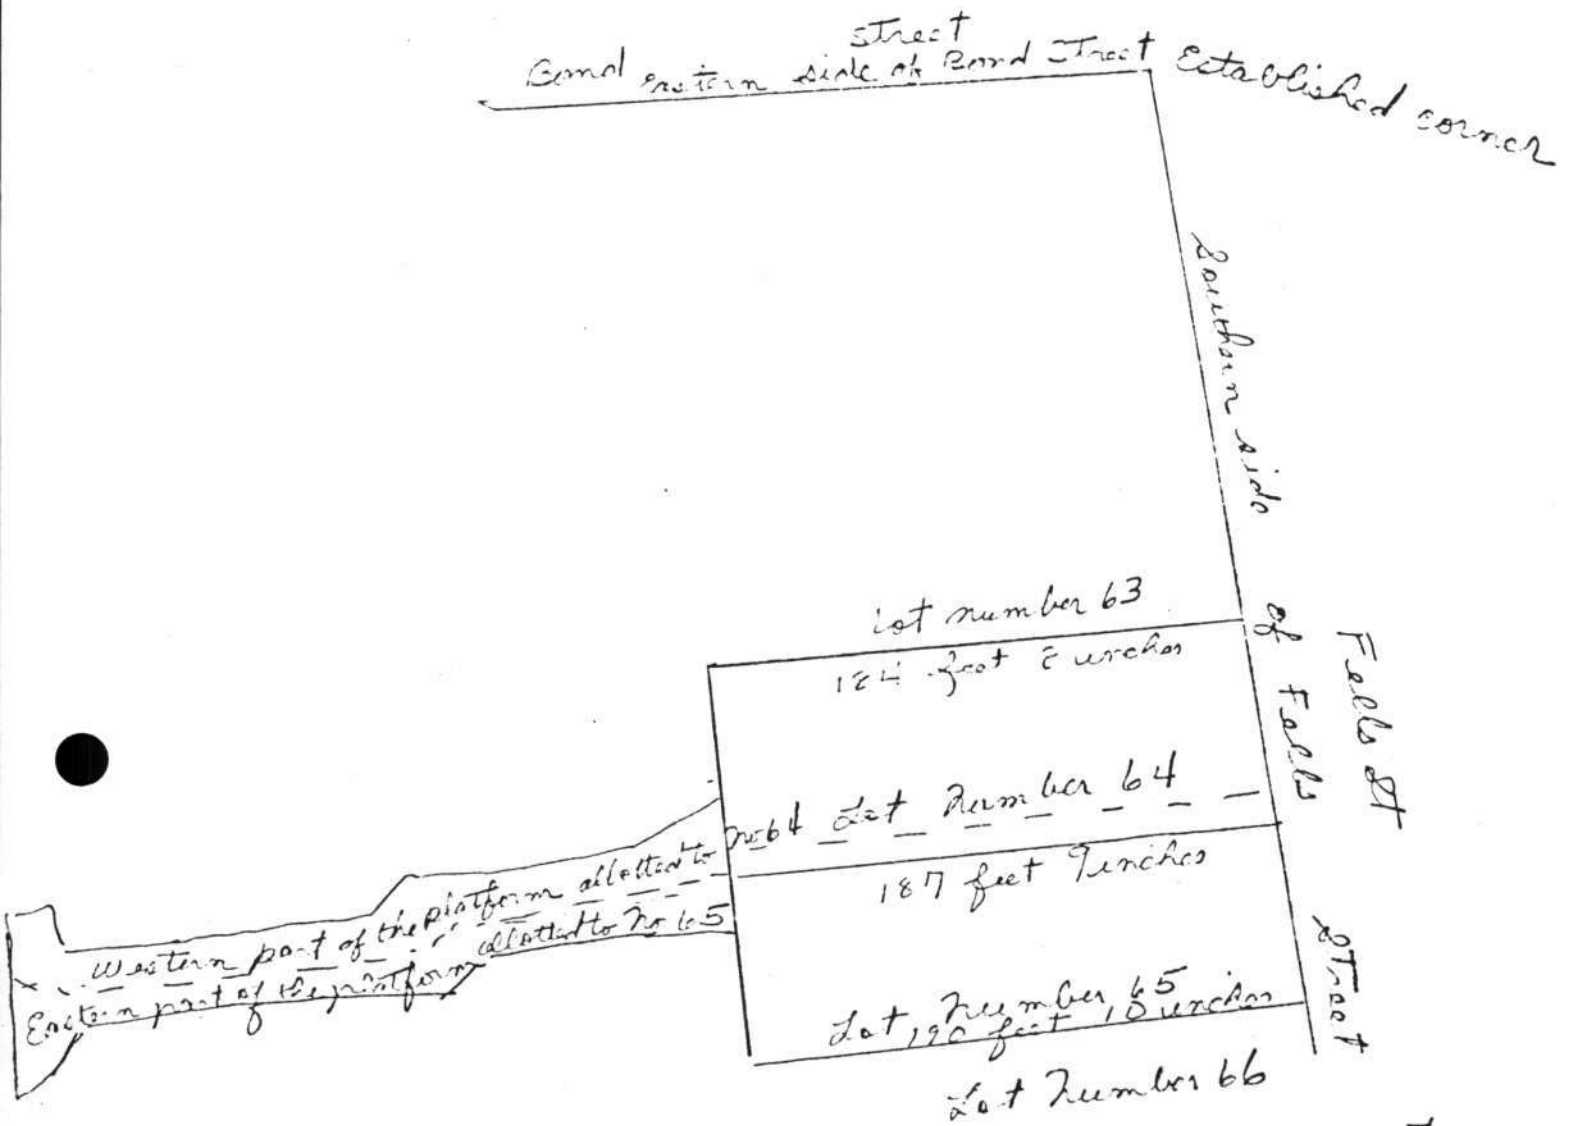 Street
Bond Eastern side of Bond Street Established corner
Southern side of Fells Street
Fells St
Lot number 63
184 feet inches
No 64 Lot Number 64
187 feet 9 inches
Western part of the platform allotted to
Eastern part of the platform allotted to No 65
Lot Number 65
190 feet 10 inches
Lot Number 66